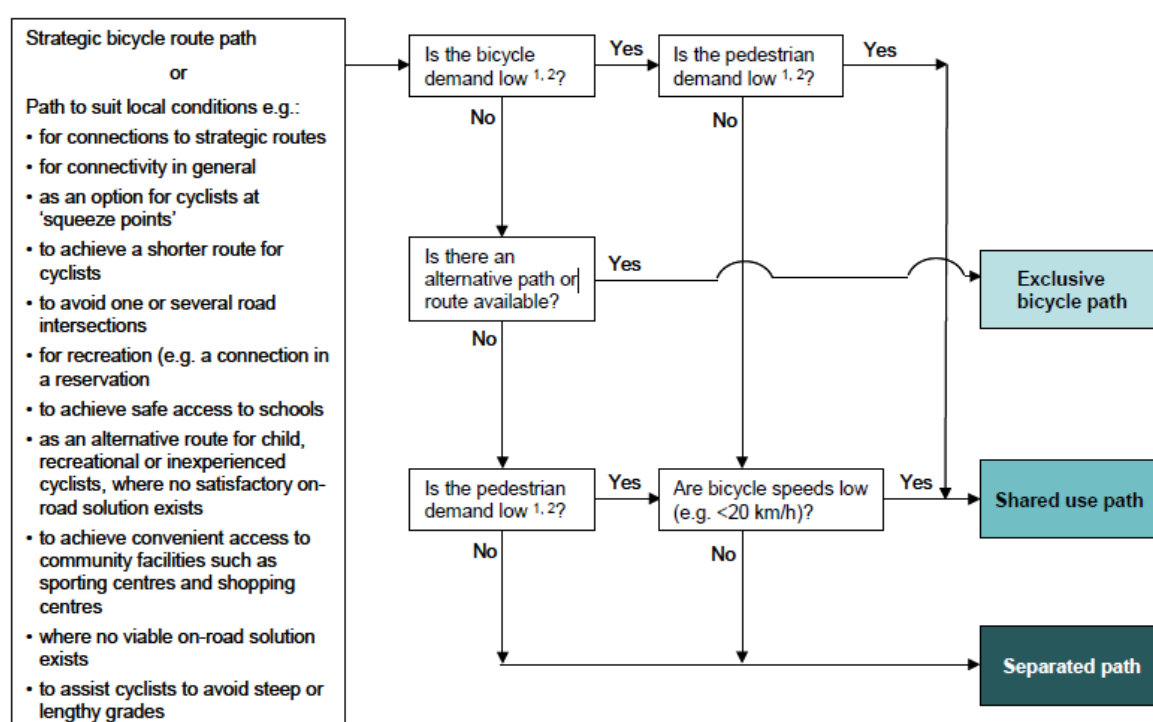 Strategic bicycle route path
or
Path to suit local conditions e.g.:
• for connections to strategic routes
• for connectivity in general
• as an option for cyclists at
‘squeeze points’
• to achieve a shorter route for
cyclists
• to avoid one or several road
intersections
• for recreation (e.g. a connection in
a reservation
• to achieve safe access to schools
• as an alternative route for child,
recreational or inexperienced
cyclists, where no satisfactory on-
road solution exists
• to achieve convenient access to
community facilities such as
sporting centres and shopping
centres
• where no viable on-road solution
exists
• to assist cyclists to avoid steep or
lengthy grades
Is the bicycle
demand low 1, 2?
Yes
No
Is the pedestrian
demand low 1, 2?
Yes
No
Is there an
alternative path or
route available?
Yes
No
Exclusive
bicycle path
Is the pedestrian
demand low 1, 2?
Yes
No
Are bicycle speeds low
(e.g. <20 km/h)?
Yes
No
Shared use path
Separated path